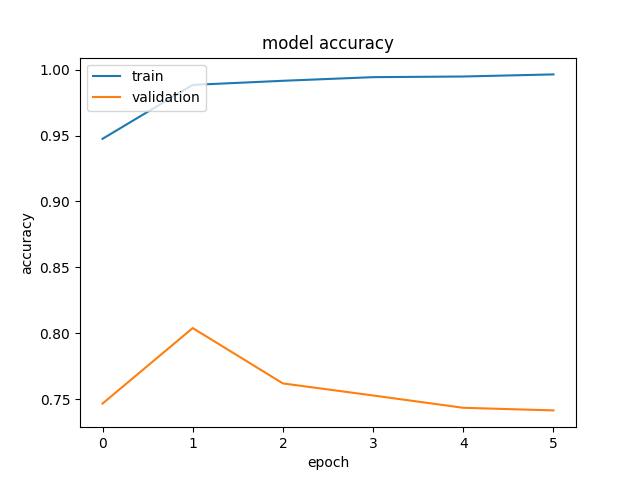 model accuracy
train
validation
1.00
0.95
0.90
0.85
0.80
0.75
accuracy
0 1 2 3 4 5
epoch